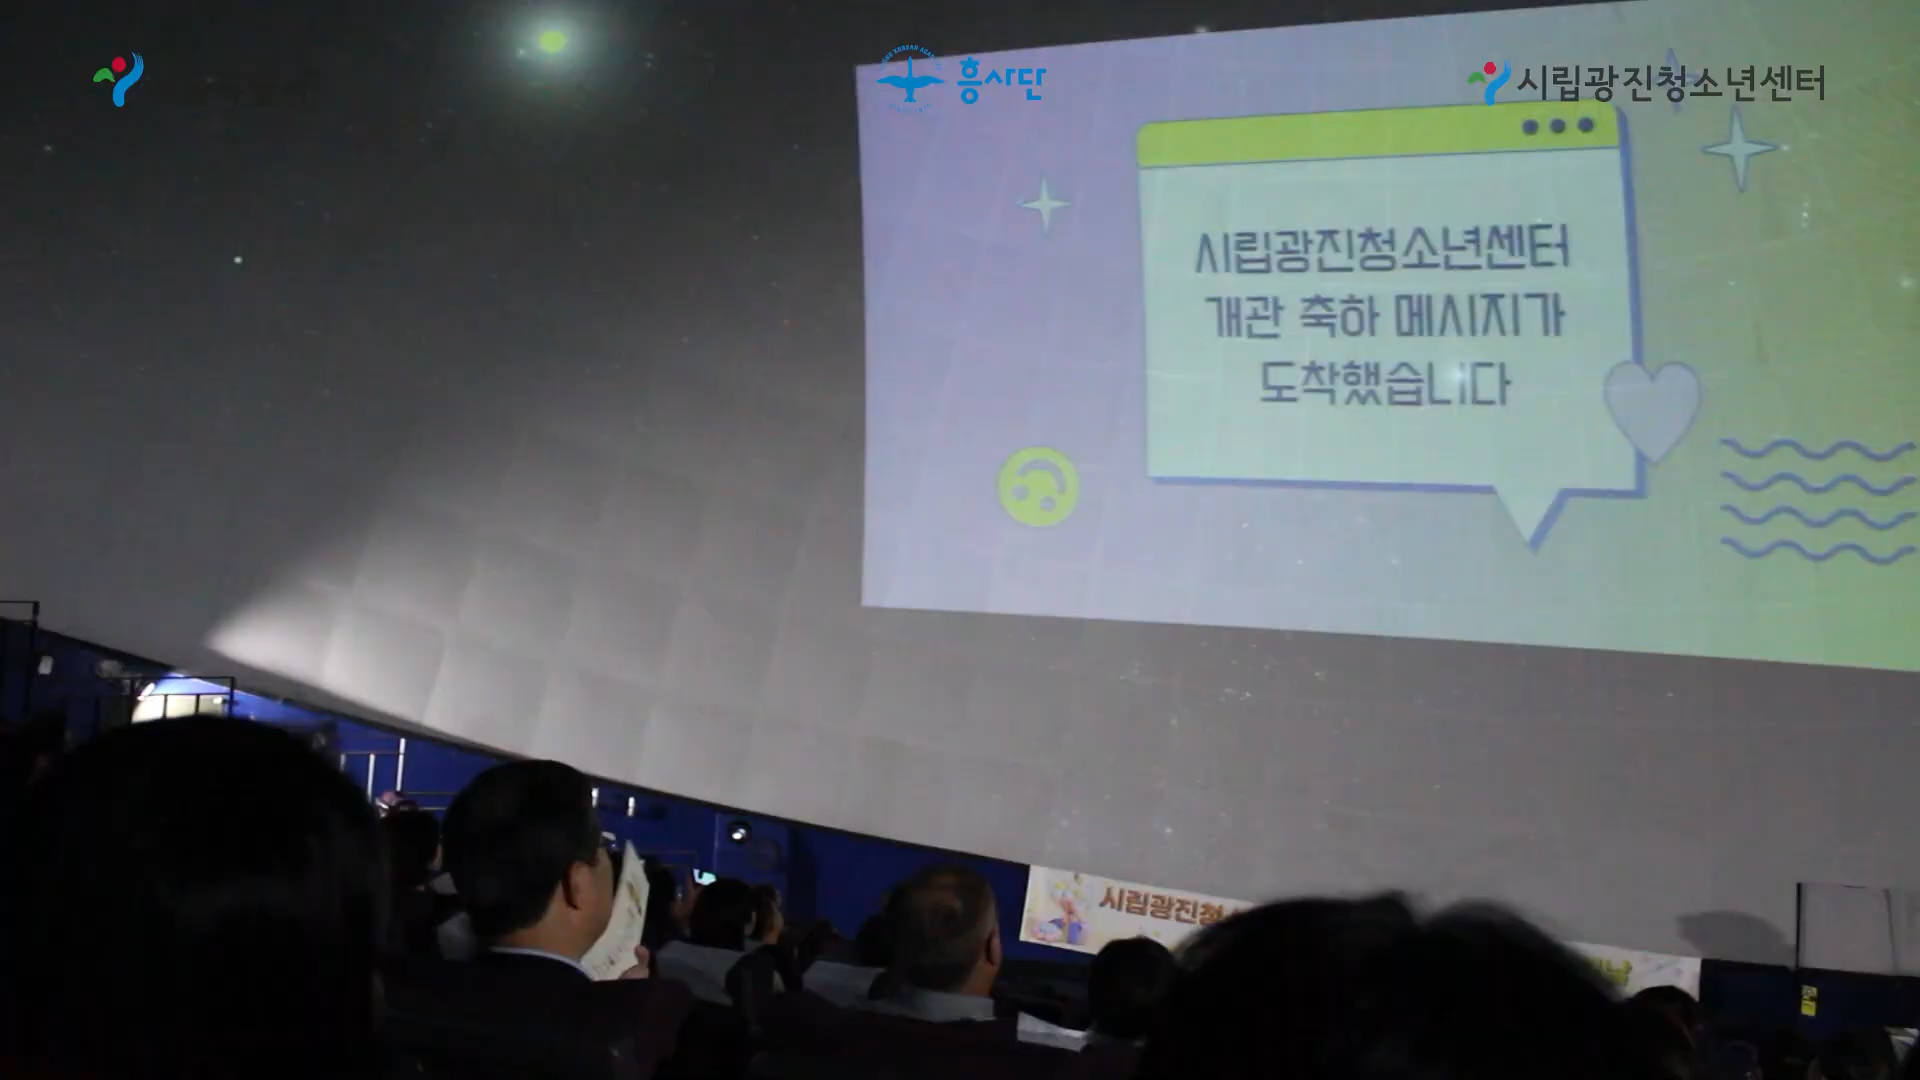 흥사단
시립광진청소년센터
시립광진청소년센터
개관 축하 메시지가
도착했습니다
시립광진청